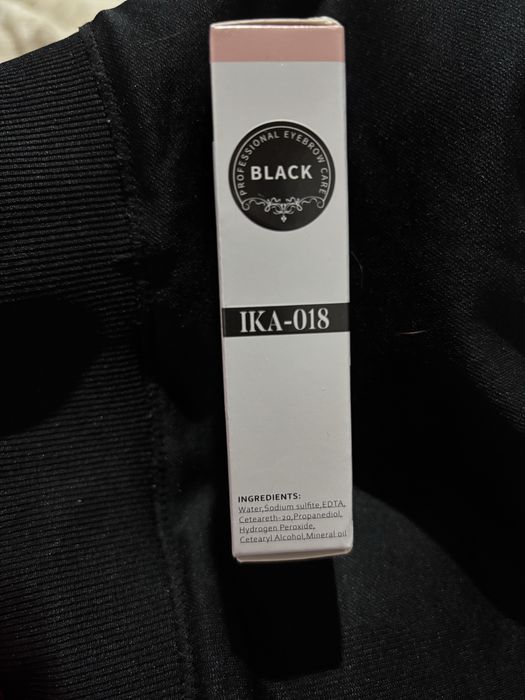 PROFESSIONAL EYEBROW CARE
BLACK
IKA-018
INGREDIENTS:
Water,Sodium sulfite,EDTA,
Ceteareth-20,Propanediol,
Hydrogen Peroxide,
Cetearyl Alcohol,Mineral oil